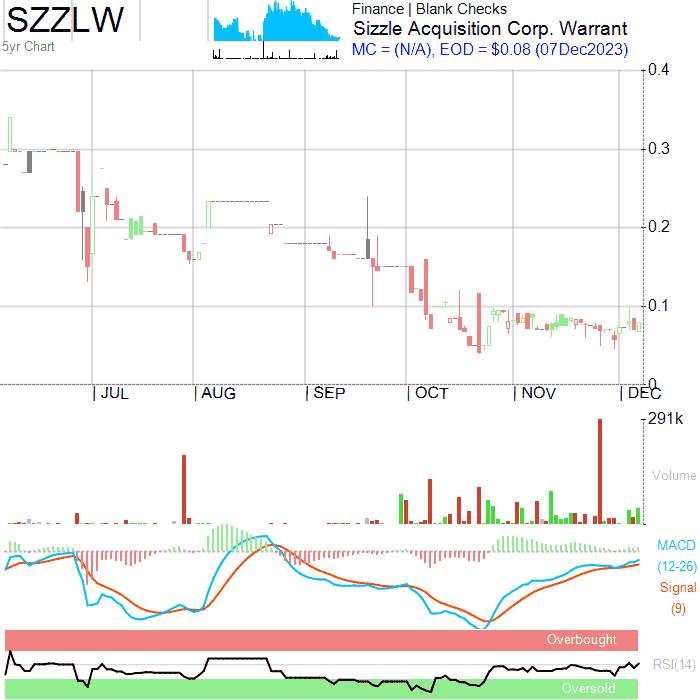 SZZLW
5yr Chart
Finance | Blank Checks
Sizzle Acquisition Corp. Warrant
MC = (N/A), EOD = $0.08 (07Dec2023)
0.4
0.3
0.2
0.1
0
JUL AUG SEP OCT NOV DEC
291k
Volume
MACD
(12-26)
Signal
(9)
Overbought
RSI(14)
Oversold